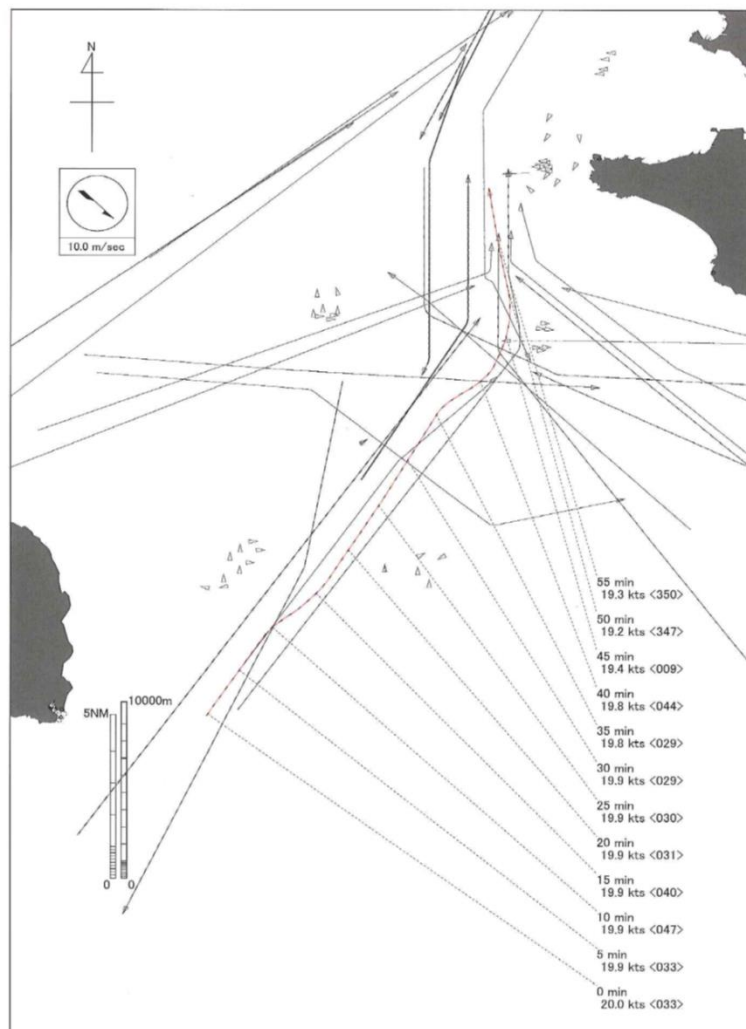 N
10.0 m/sec
10000m
5NM
0 0
55 min
19.3 kts <350>
50 min
19.2 kts <347>
45 min
19.4 kts <009>
40 min
19.8 kts <044>
35 min
19.8 kts <029>
30 min
19.9 kts <029>
25 min
19.9 kts <030>
20 min
19.9 kts <031>
15 min
19.9 kts <040>
10 min
19.9 kts <047>
5 min
19.9 kts <033>
0 min
20.0 kts <033>